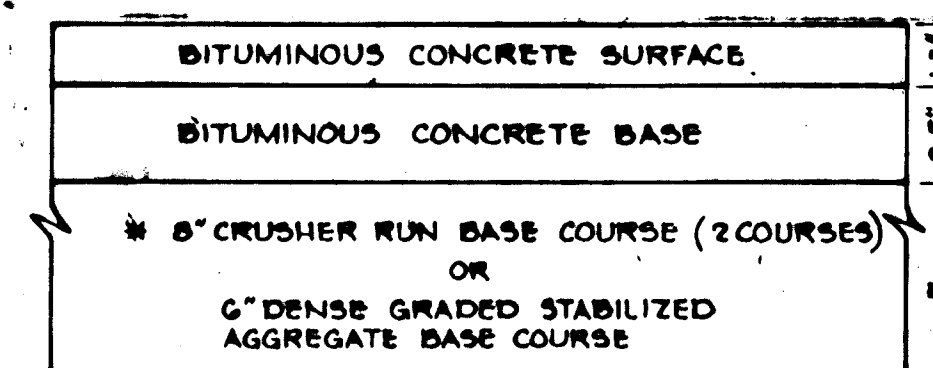 BITUMINOUS CONCRETE SURFACE
BITUMINOUS CONCRETE BASE
* 8" CRUSHER RUN BASE COURSE (2 COURSES)
OR
6" DENSE GRADED STABILIZED
AGGREGATE BASE COURSE